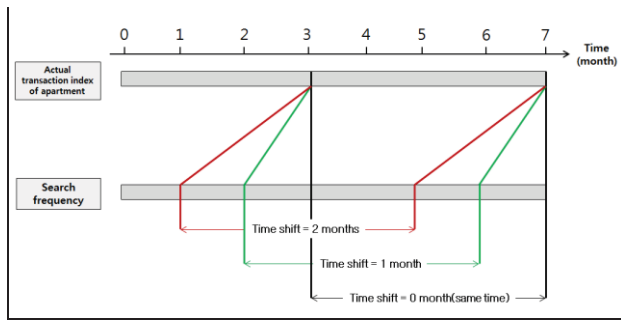 0 1 2 3 4 5 6 7
Time
(month)
Actual
transaction index
of apartment
Search
frequency
Time shift = 2 months
Time shift = 1 month
Time shift = 0 month(same time)